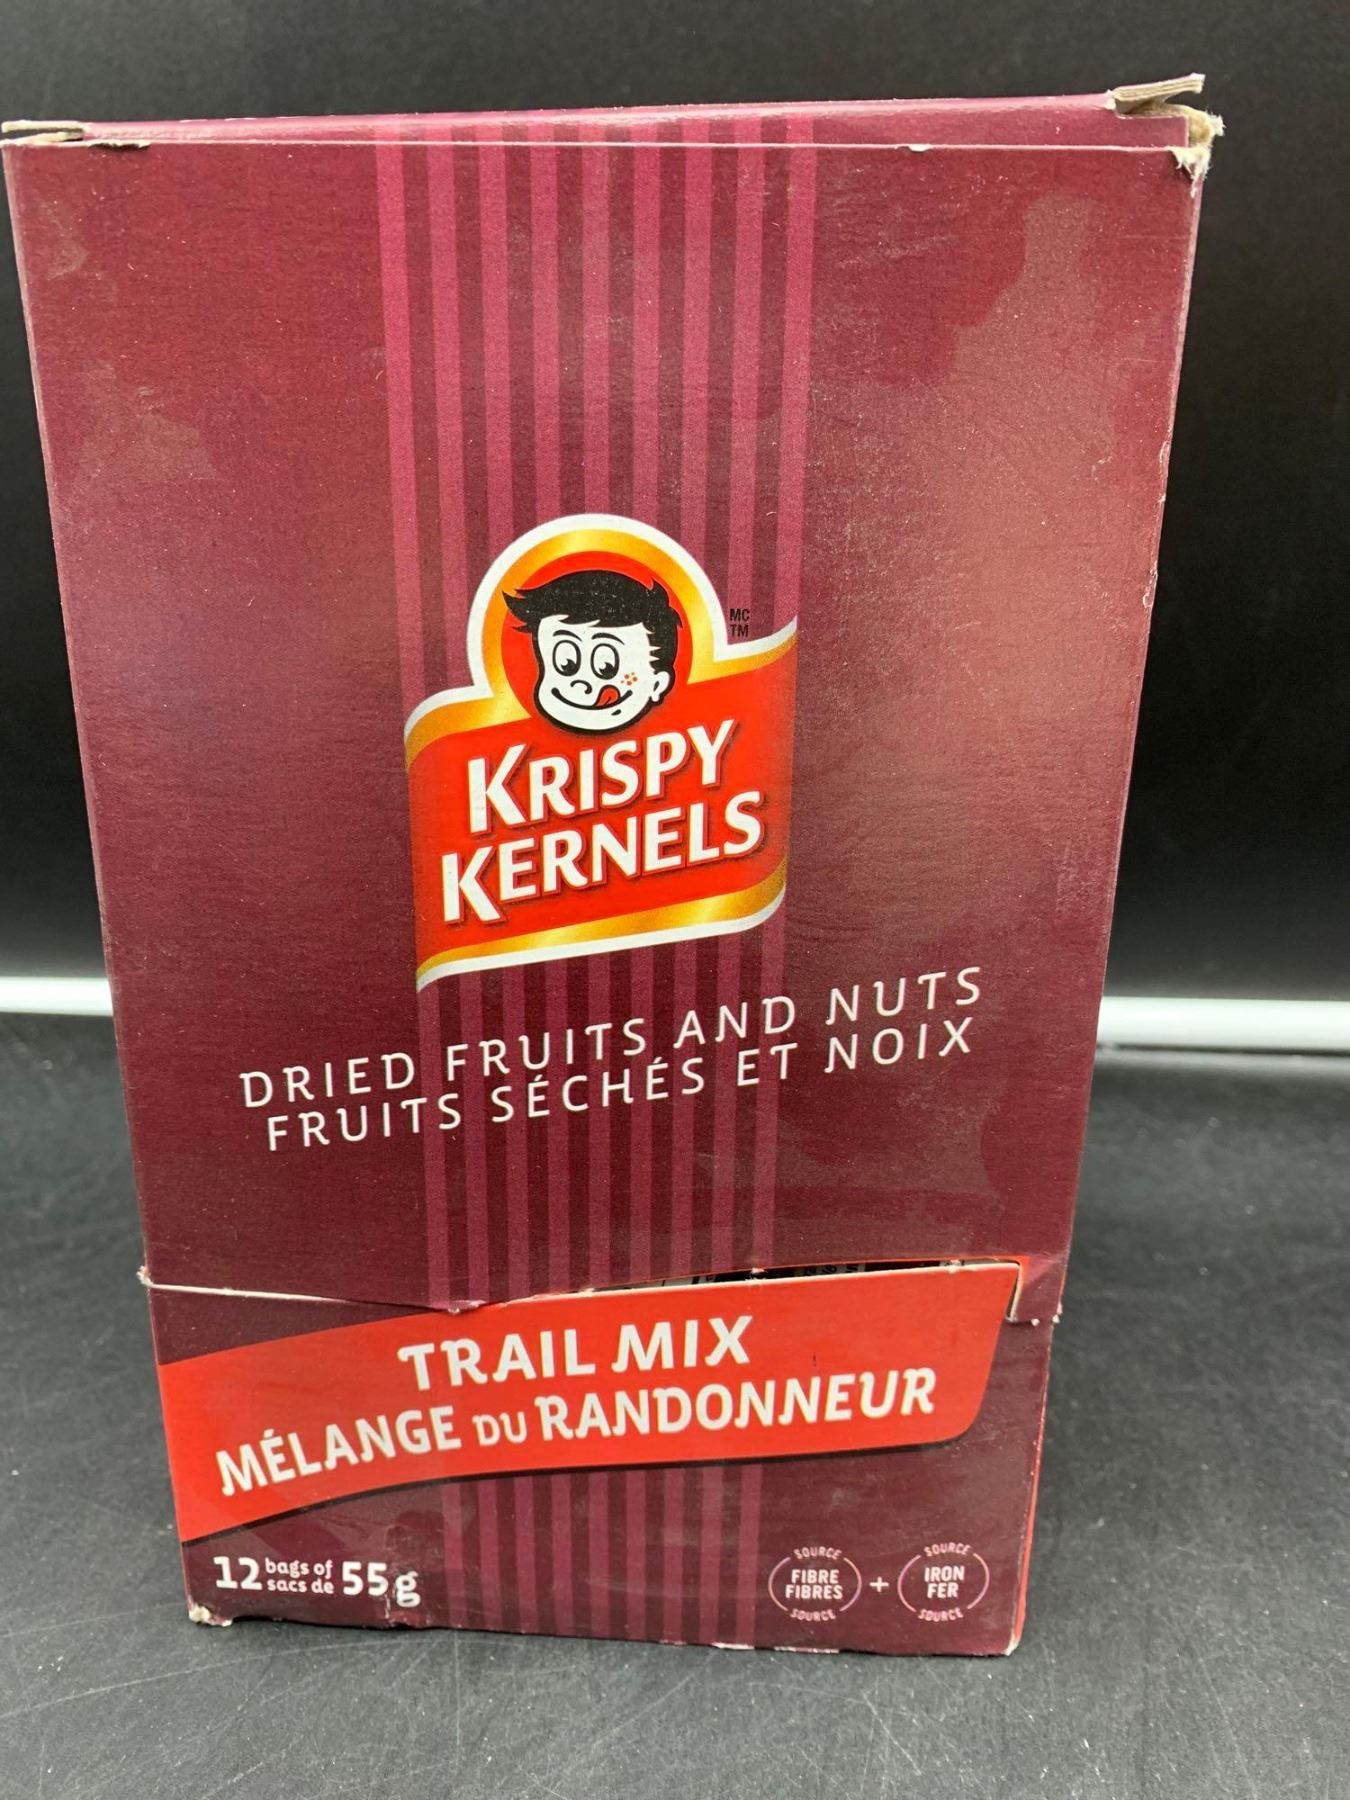 MC
TM
KRISPY
KERNELS
DRIED FRUITS AND NUTS
FRUITS SÉCHÉS ET NOIX
TRAIL MIX
MÉLANGE DU RANDONNEUR
12 bags of
sacs de 55g
SOURCE
FIBRE
FIBRES
SOURCE
+
SOURCE
IRON
FER
SOURCE